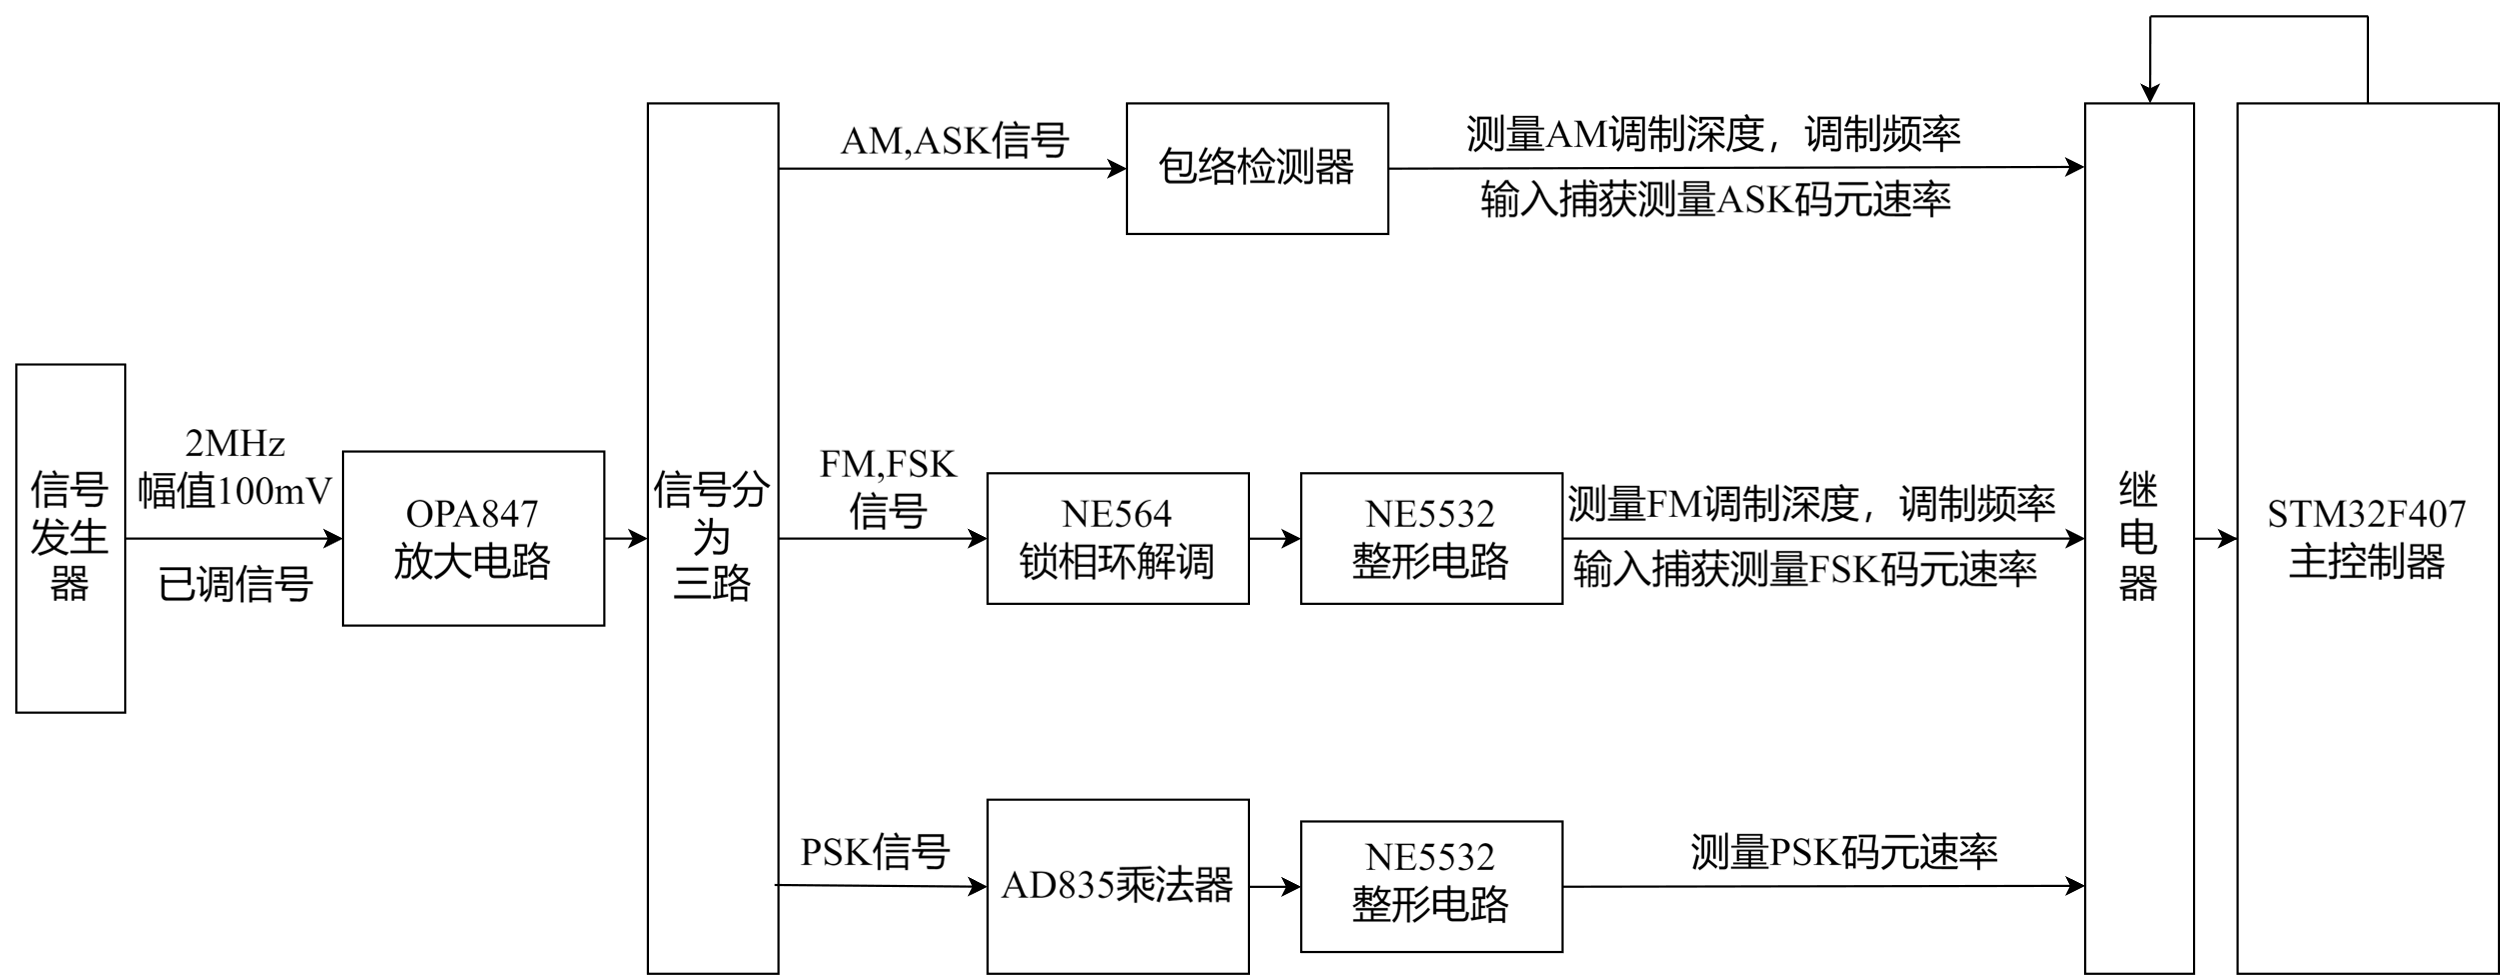 信号
发生
器
2MHz
幅值100mV
已调信号
OPA847
放大电路
信号分
为
三路
AM,ASK信号
包络检测器
测量AM调制深度，调制频率
输入捕获测量ASK码元速率
FM,FSK
信号
NE564
锁相环解调
NE5532
整形电路
测量FM调制深度，调制频率
输入捕获测量FSK码元速率
PSK信号
AD835乘法器
NE5532
整形电路
测量PSK码元速率
继
电
器
STM32F407
主控制器